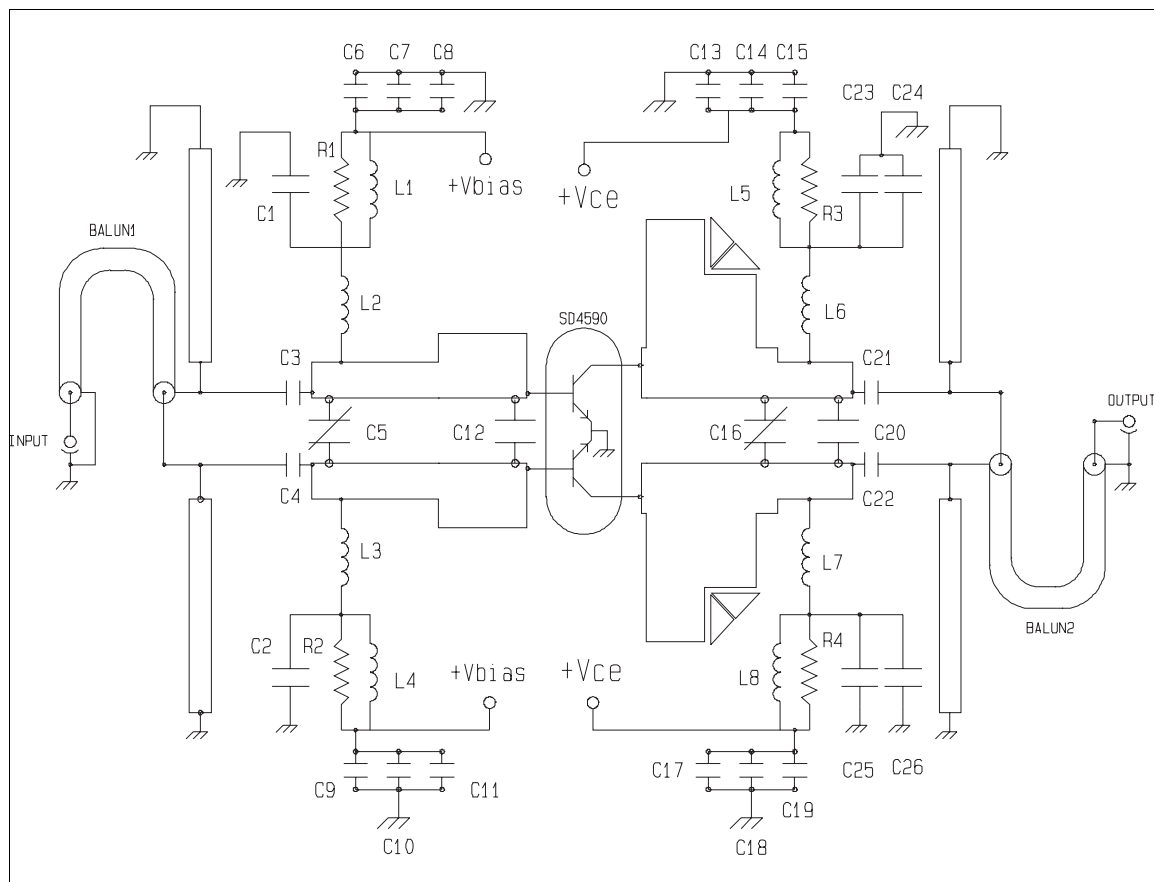 C6 C7 C8
C13 C14 C15
C23 C24
R1
L1
C1
+Vbias
+Vce
L5
R3
BALUN1
L2
L6
SD4590
C3
C21
INPUT
C5
C12
C16
C20
OUTPUT
C4
C22
L3
L7
BALUN2
C2
R2
L4
+Vbias
+Vce
L8
R4
C9
C11
C17
C19
C25
C26
C10
C18